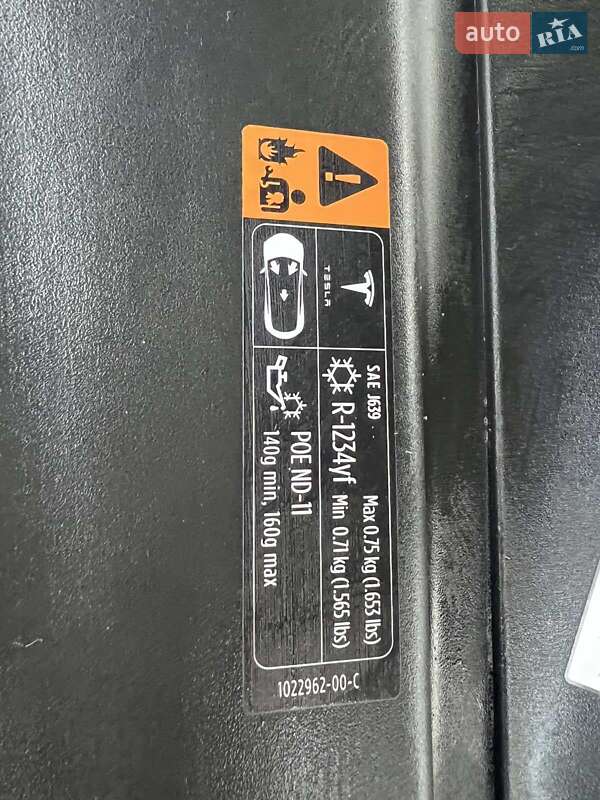 auto RIA.com
TESLA
SAE J639
R-1234yf
Max 0.75 kg (1.653 lbs)
Min 0.71 kg (1.565 lbs)
POE ND-11
140g min, 160g max
1022962-00-C